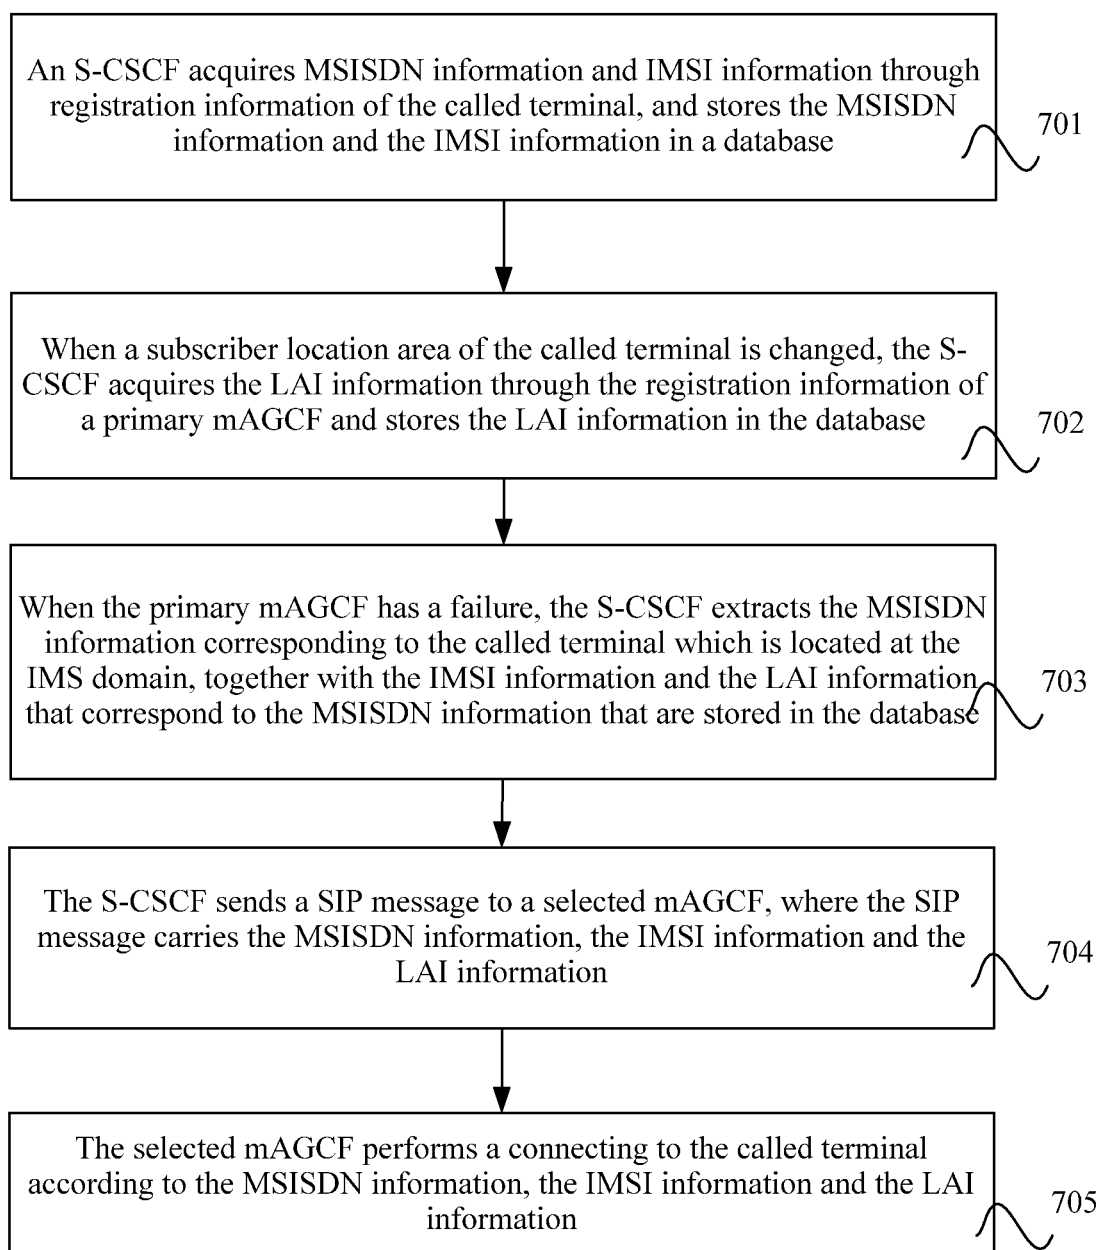 An S-CSCF acquires MSISDN information and IMSI information through
registration information of the called terminal, and stores the MSISDN
information and the IMSI information in a database
701
When a subscriber location area of the called terminal is changed, the S-
CSCF acquires the LAI information through the registration information of
a primary mAGCF and stores the LAI information in the database
702
When the primary mAGCF has a failure, the S-CSCF extracts the MSISDN
information corresponding to the called terminal which is located at the
IMS domain, together with the IMSI information and the LAI information
that correspond to the MSISDN information that are stored in the database
703
The S-CSCF sends a SIP message to a selected mAGCF, where the SIP
message carries the MSISDN information, the IMSI information and the
LAI information
704
The selected mAGCF performs a connecting to the called terminal
according to the MSISDN information, the IMSI information and the LAI
information
705